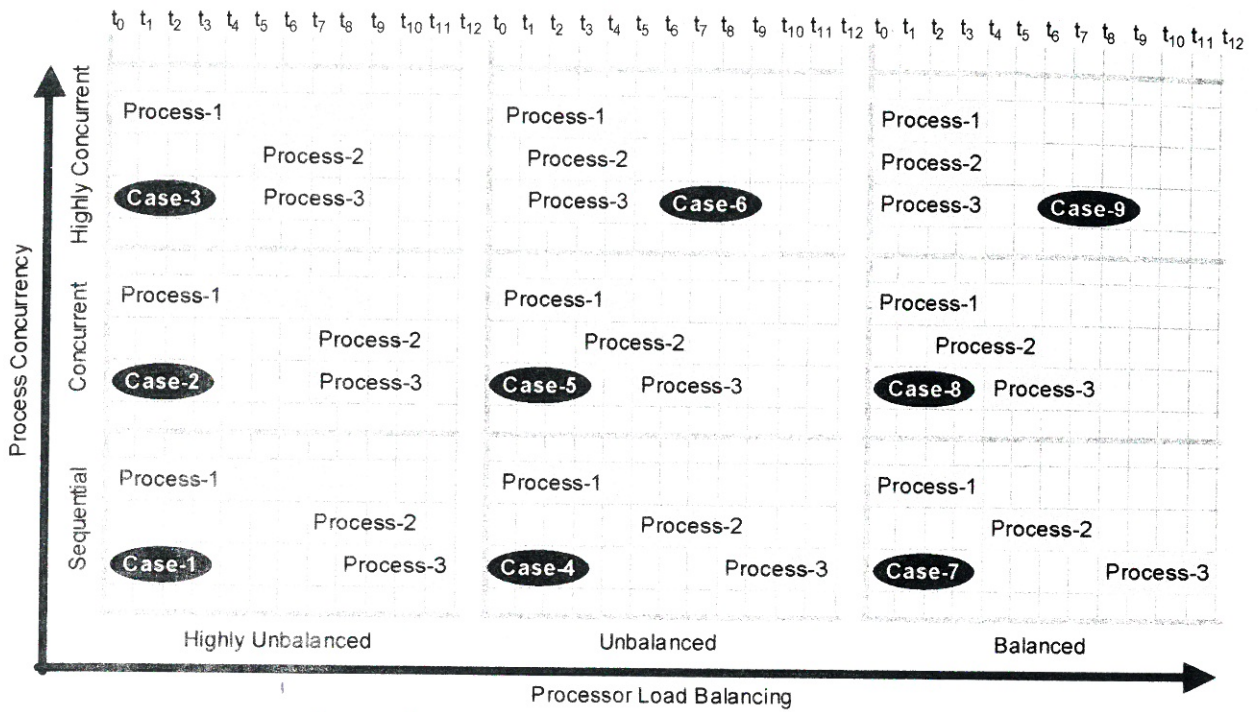 t0 t1 t2 t3 t4 t5 t6 t7 t8 t9 t10 t11 t12 t0 t1 t2 t3 t4 t5 t6 t7 t8 t9 t10 t11 t12 t0 t1 t2 t3 t4 t5 t6 t7 t8 t9 t10 t11 t12
Process Concurrency
Highly Concurrent
Process-1 Process-1 Process-1
Process-2 Process-2 Process-2
Case-3 Process-3 Process-3 Case-6 Process-3 Case-9
Concurrent
Process-1 Process-1 Process-1
Process-2 Process-2 Process-2
Case-2 Process-3 Case-5 Process-3 Case-8 Process-3
Sequential
Process-1 Process-1 Process-1
Process-2 Process-2 Process-2
Case-1 Process-3 Case-4 Process-3 Case-7 Process-3
Highly Unbalanced Unbalanced Balanced
Processor Load Balancing